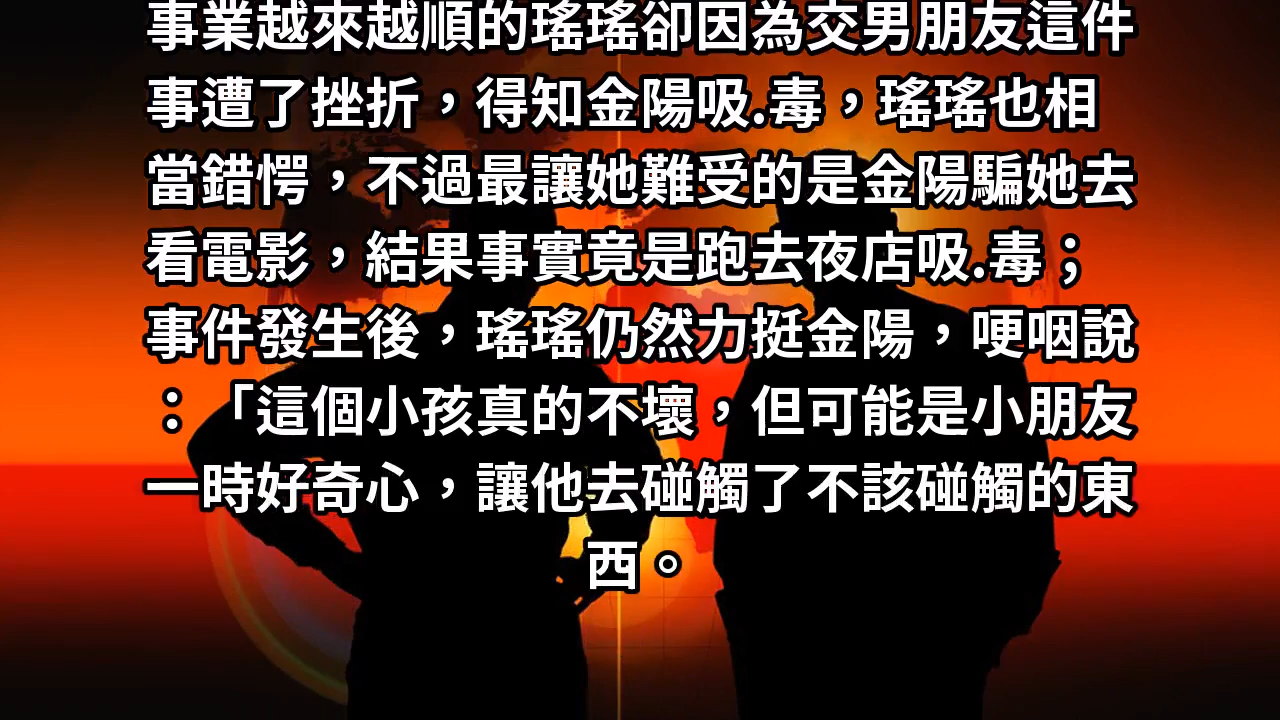 事業越來越順的瑤瑤卻因為交男朋友這件
事遭了挫折，得知金陽吸.毒，瑤瑤也相
當錯愕，不過最讓她難受的是金陽騙她去
看電影，結果事實竟是跑去夜店吸.毒；
事件發生後，瑤瑤仍然力挺金陽，哽咽說
：「這個小孩真的不壞，但可能是小朋友
一時好奇心，讓他去碰觸了不該碰觸的東
西。